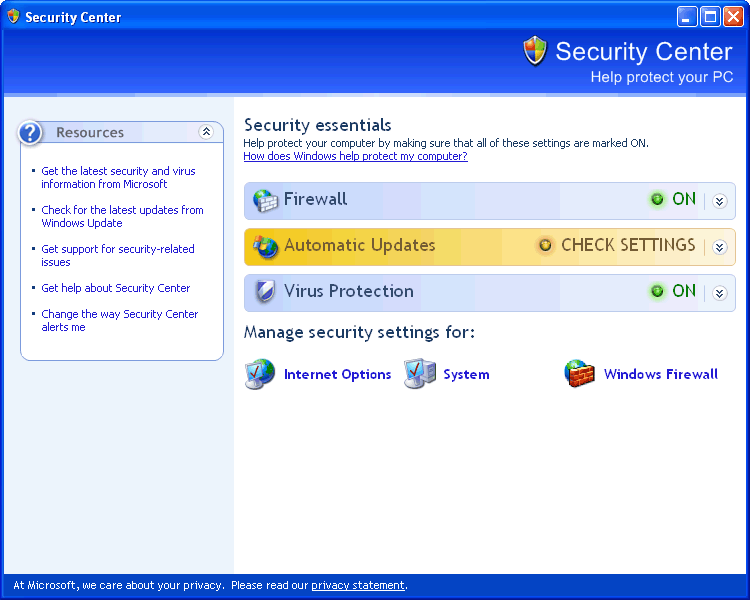 Security Center
Security Center
Help protect your PC
Resources
Get the latest security and virus
information from Microsoft
Check for the latest updates from
Windows Update
Get support for security-related
issues
Get help about Security Center
Change the way Security Center
alerts me
Security essentials
Help protect your computer by making sure that all of these settings are marked ON.
How does Windows help protect my computer?
Firewall ON
Automatic Updates CHECK SETTINGS
Virus Protection ON
Manage security settings for:
Internet Options System Windows Firewall
At Microsoft, we care about your privacy. Please read our privacy statement.